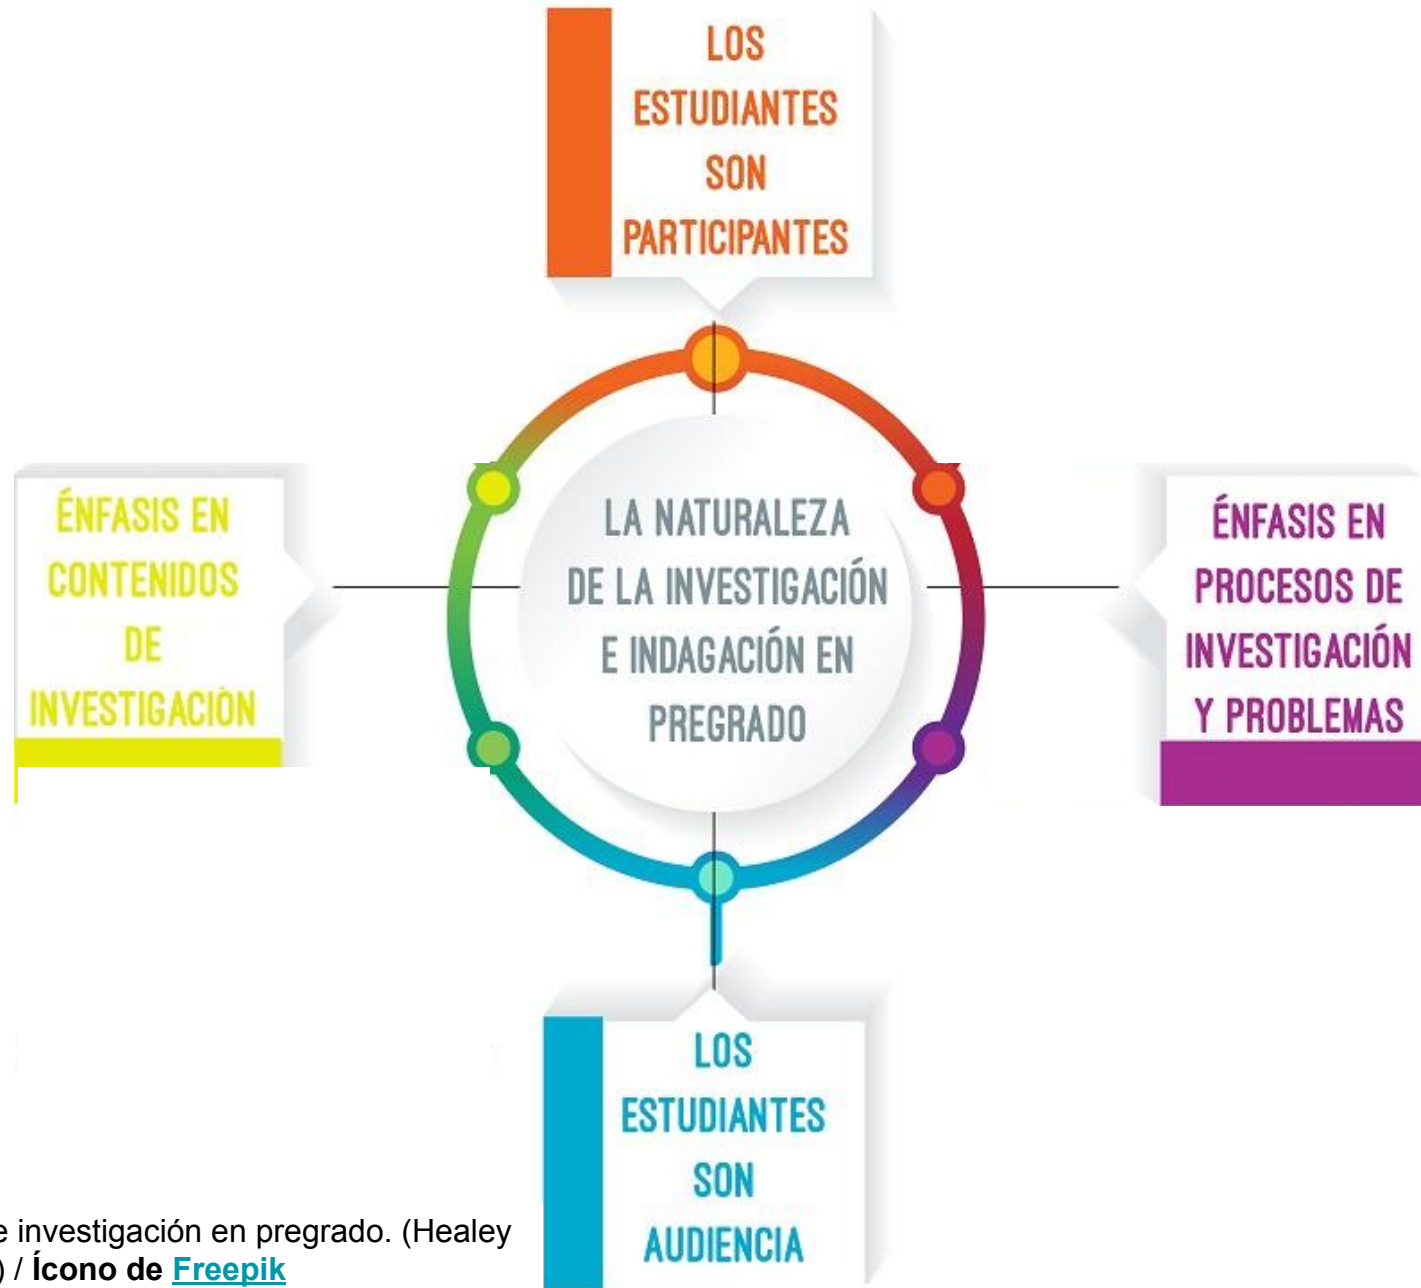 LOS
ESTUDIANTES
SON
PARTICIPANTES
ÉNFASIS EN
CONTENIDOS
DE
INVESTIGACIÒN
LA NATURALEZA
DE LA INVESTIGACIÓN
E INDAGACIÓN EN
PREGRADO
ÉNFASIS EN
PROCESOS DE
INVESTIGACIÓN
Y PROBLEMAS
LOS
ESTUDIANTES
SON
AUDIENCIA
e investigación en pregrado. (Healey
) / Ícono de Freepik